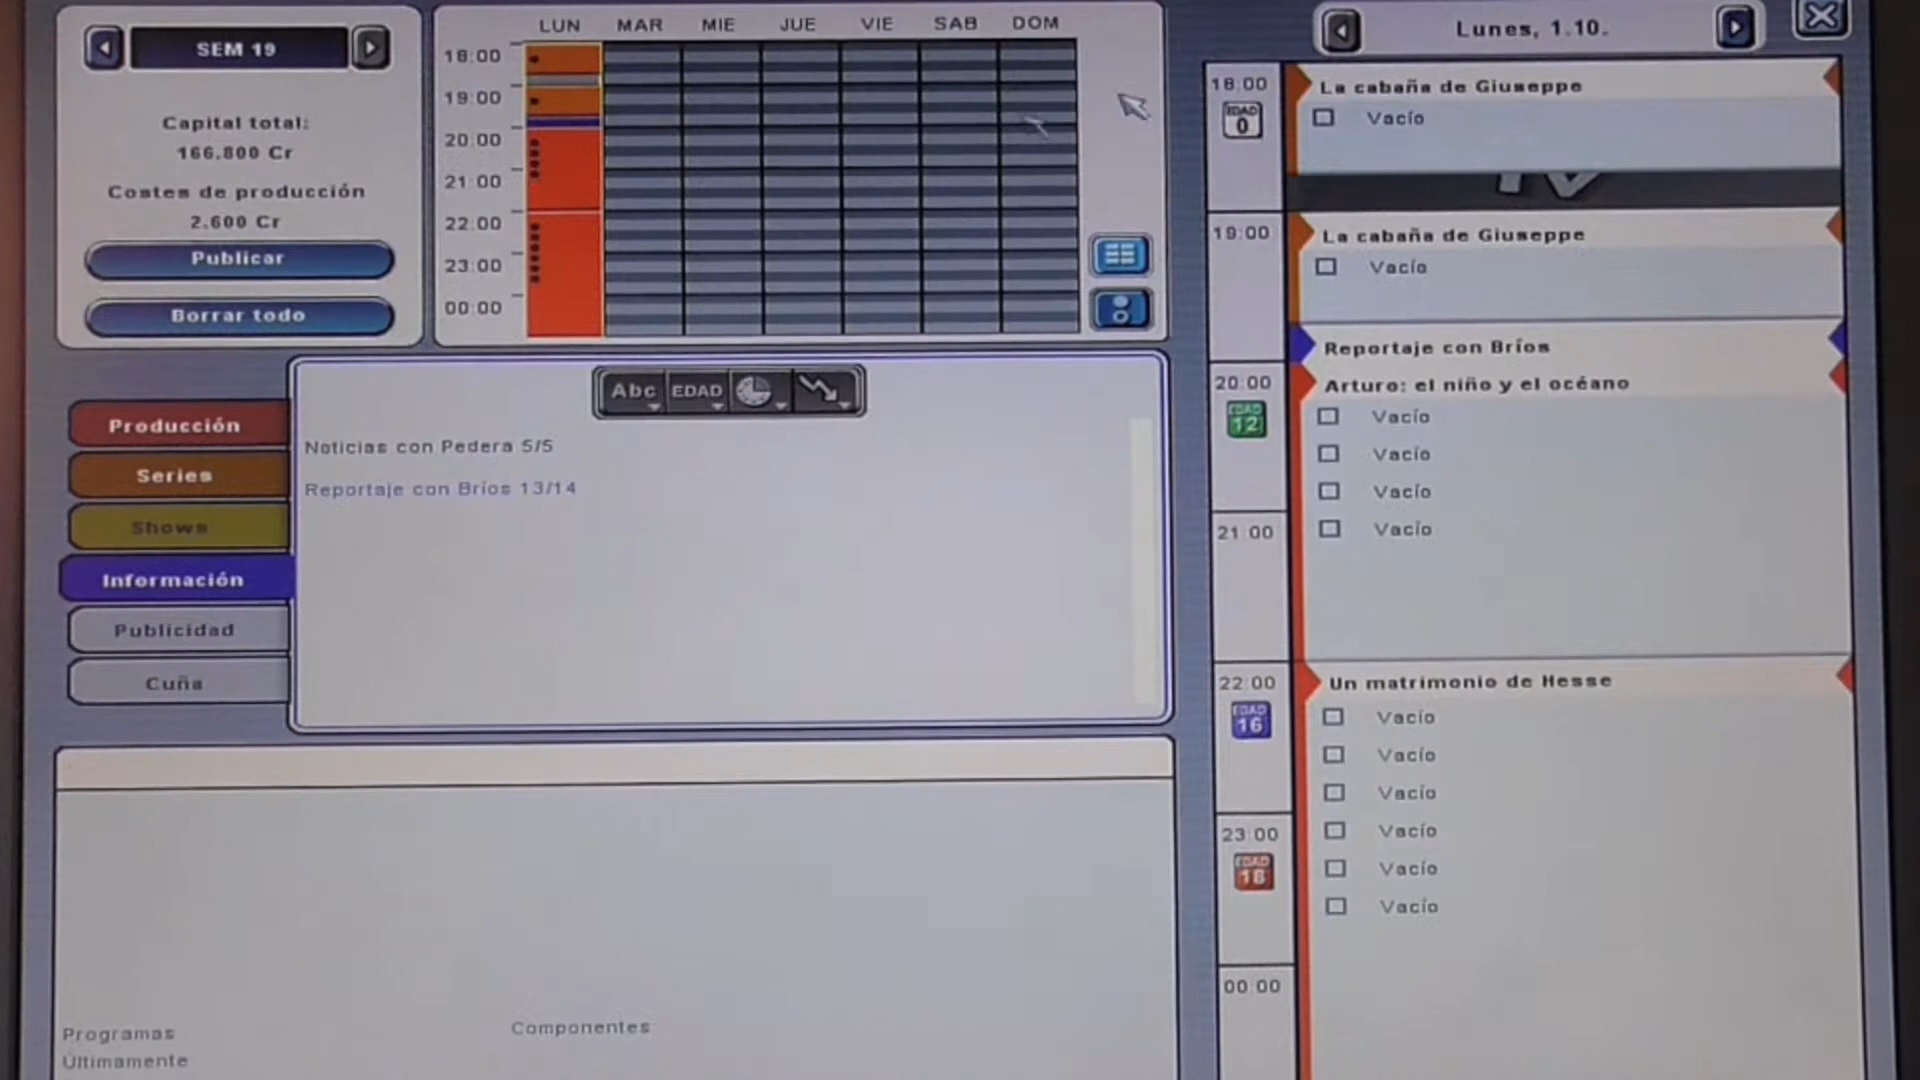 SEM 19
Capital total:
166.800 Cr
Costes de producción
2.600 Cr
Publicar
Borrar todo
LUN MAR MIE JUE VIE SAB DOM
18:00
19:00
20:00
21:00
22:00
23:00
00:00
Abc EDAD
Producción
Series
Shows
Información
Publicidad
Cuña
Noticias con Pedera 5/5
Reportaje con Bríos 13/14
Programas
Últimamente
Componentes
Lunes, 1.10.
18:00
EDAD
0
La cabaña de Giuseppe
Vacío
TV
19:00
La cabaña de Giuseppe
Vacío
Reportaje con Bríos
20:00
EDAD
12
Arturo: el niño y el océano
Vacío
Vacío
Vacío
Vacío
21:00
22:00
EDAD
16
Un matrimonio de Hesse
Vacío
Vacío
Vacío
Vacío
Vacío
Vacío
23:00
EDAD
18
00:00